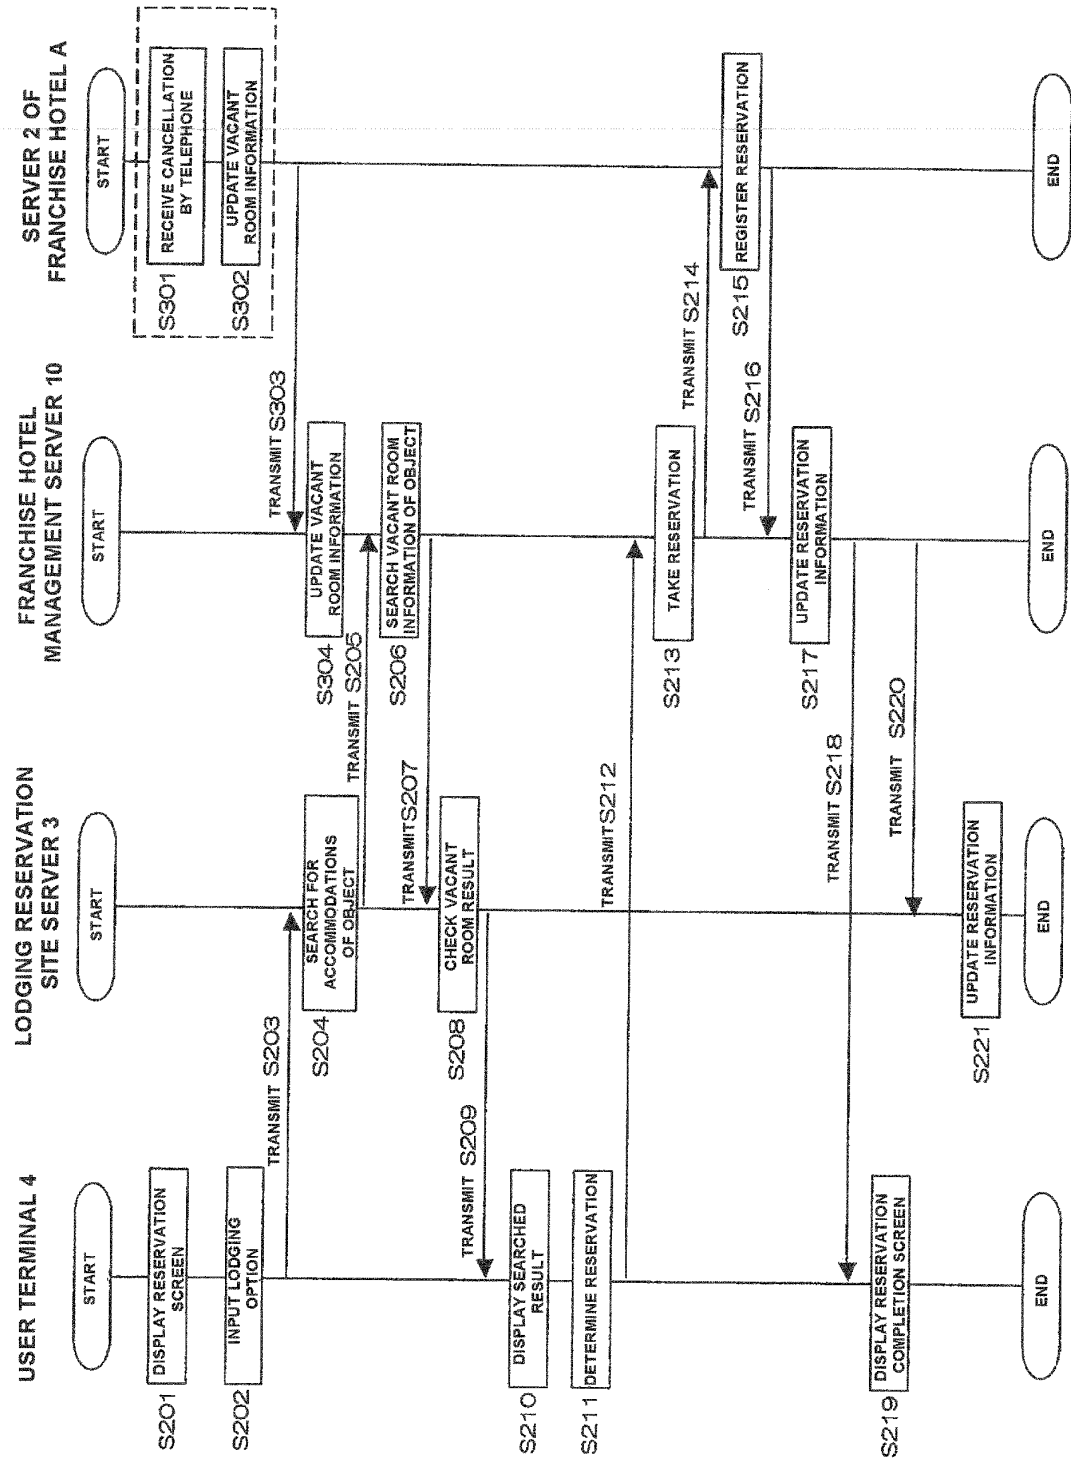 USER TERMINAL 4
LODGING RESERVATION
SITE SERVER 3
FRANCHISE HOTEL
MANAGEMENT SERVER 10
SERVER 2 OF
FRANCHISE HOTEL A
START
START
START
START
S201
DISPLAY RESERVATION
SCREEN
S301
RECEIVE CANCELLATION
BY TELEPHONE
S202
INPUT LODGING
OPTION
S302
UPDATE VACANT
ROOM INFORMATION
TRANSMIT S203
TRANSMIT S303
S204
SEARCH FOR
ACCOMMODATIONS
OF OBJECT
S304
UPDATE VACANT
ROOM INFORMATION
TRANSMIT S205
S206
SEARCH VACANT ROOM
INFORMATION OF OBJECT
TRANSMIT S207
S208
CHECK VACANT
ROOM RESULT
TRANSMIT S209
S210
DISPLAY SEARCHED
RESULT
S211
DETERMINE RESERVATION
TRANSMIT S212
S213
TAKE RESERVATION
TRANSMIT S214
S215
REGISTER RESERVATION
TRANSMIT S216
S217
UPDATE RESERVATION
INFORMATION
TRANSMIT S218
S219
DISPLAY RESERVATION
COMPLETION SCREEN
TRANSMIT S220
S221
UPDATE RESERVATION
INFORMATION
END
END
END
END